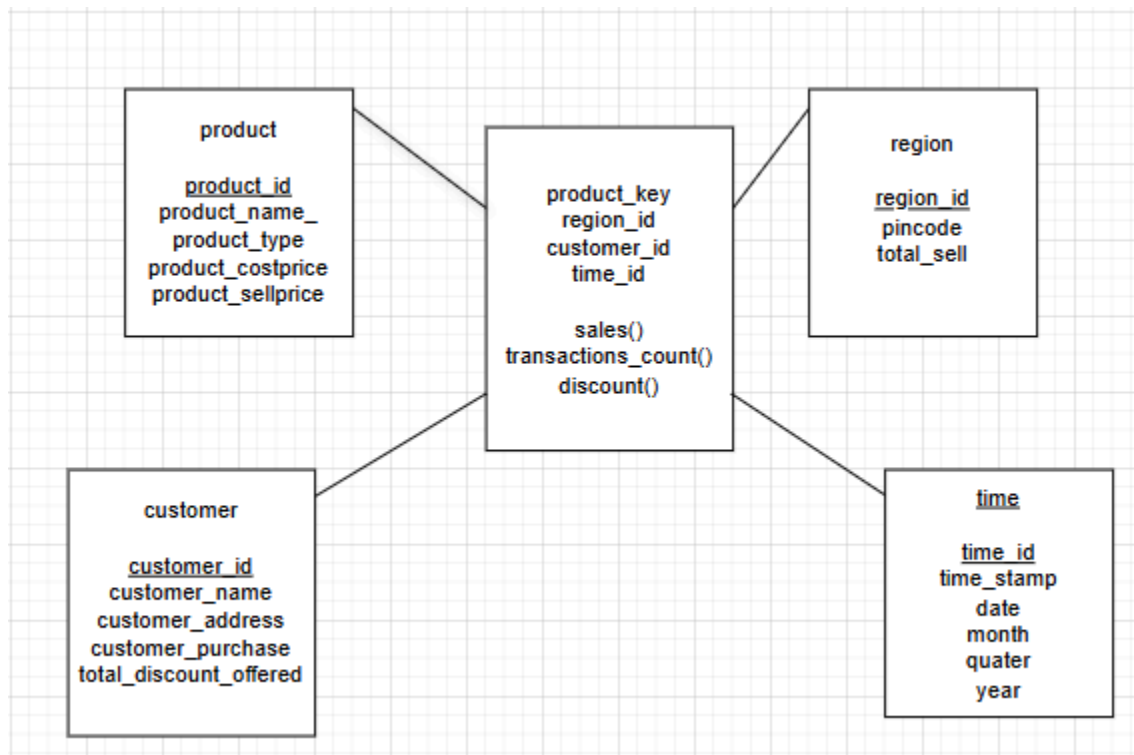 product
product_id
product_name_
product_type
product_costprice
product_sellprice
product_key
region_id
customer_id
time_id
sales()
transactions_count()
discount()
region
region_id
pincode
total_sell
customer
customer_id
customer_name
customer_address
customer_purchase
total_discount_offered
time
time_id
time_stamp
date
month
quater
year